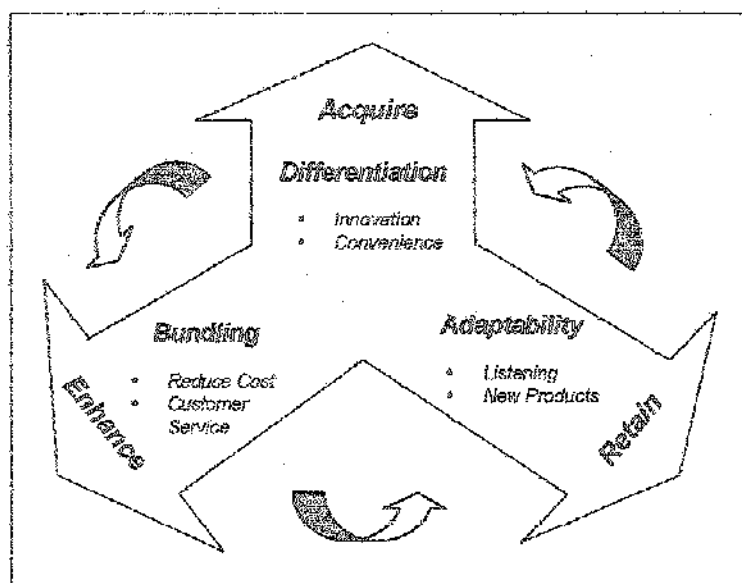 Acquire
Differentiation
• Innovation
• Convenience
Bundling
• Reduce Cost
• Customer
Service
Enhance
Adaptability
• Listening
• New Products
Retain